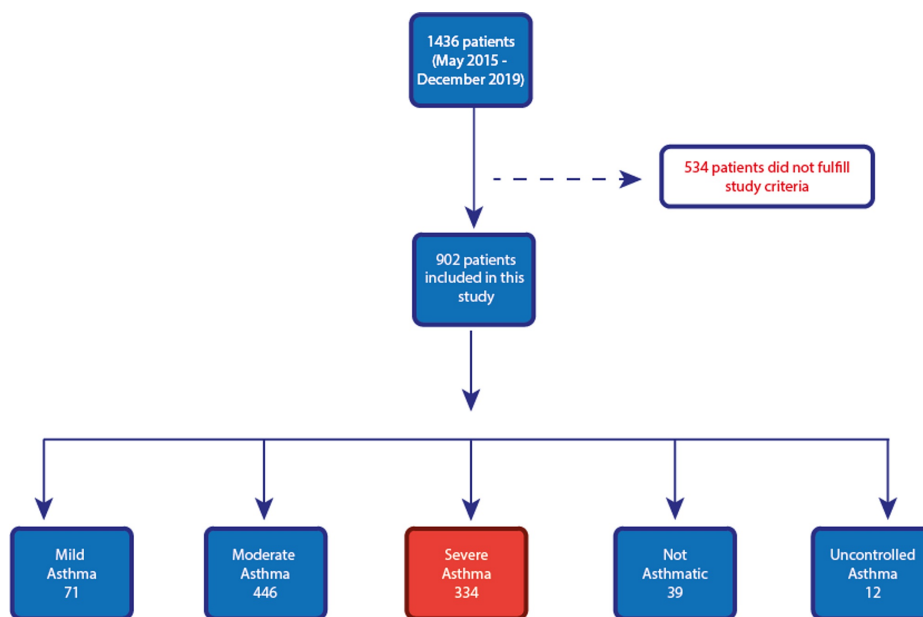 1436 patients
(May 2015 -
December 2019)
534 patients did not fulfill
study criteria
902 patients
included in this
study
Mild
Asthma
71
Moderate
Asthma
446
Severe
Asthma
334
Not
Asthmatic
39
Uncontrolled
Asthma
12